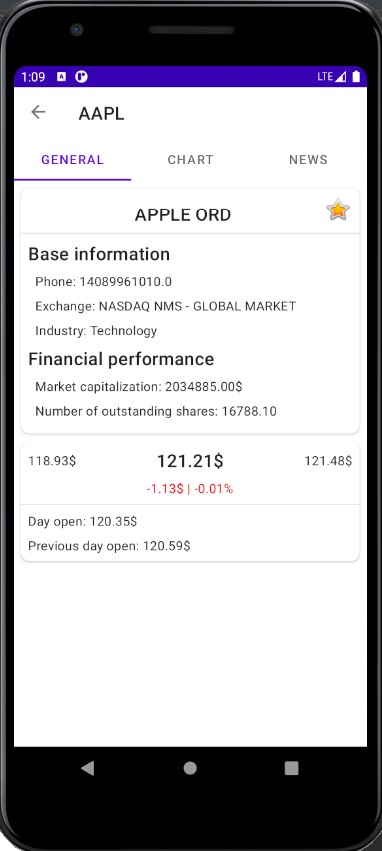 1:09 A LTE
AAPL
GENERAL CHART NEWS
APPLE ORD
Base information
Phone: 14089961010.0
Exchange: NASDAQ NMS - GLOBAL MARKET
Industry: Technology
Financial performance
Market capitalization: 2034885.00$
Number of outstanding shares: 16788.10
118.93$ 121.21$ 121.48$
-1.13$ | -0.01%
Day open: 120.35$
Previous day open: 120.59$